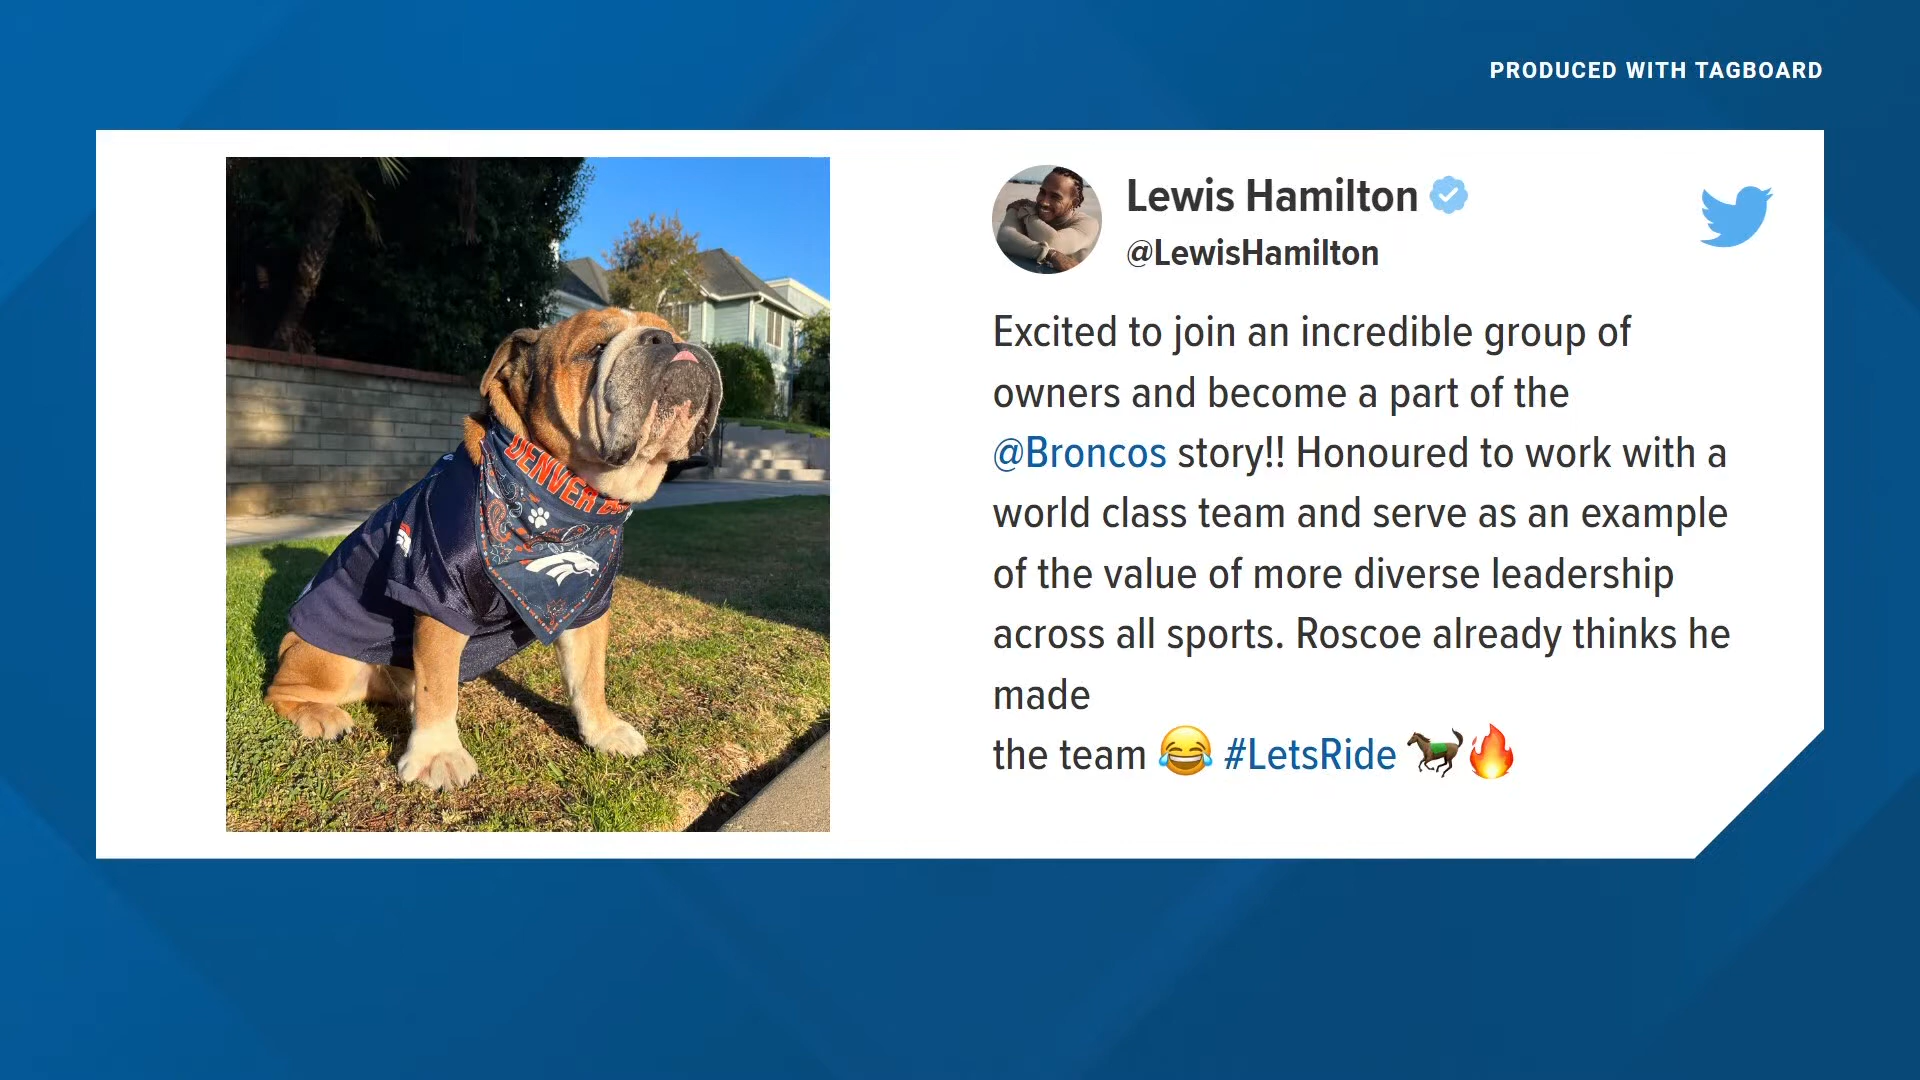 PRODUCED WITH TAGBOARD
Lewis Hamilton
@LewisHamilton
Excited to join an incredible group of
owners and become a part of the
@Broncos story!! Honoured to work with a
world class team and serve as an example
of the value of more diverse leadership
across all sports. Roscoe already thinks he
made
the team 😂 #LetsRide 🐎🔥
DENVER